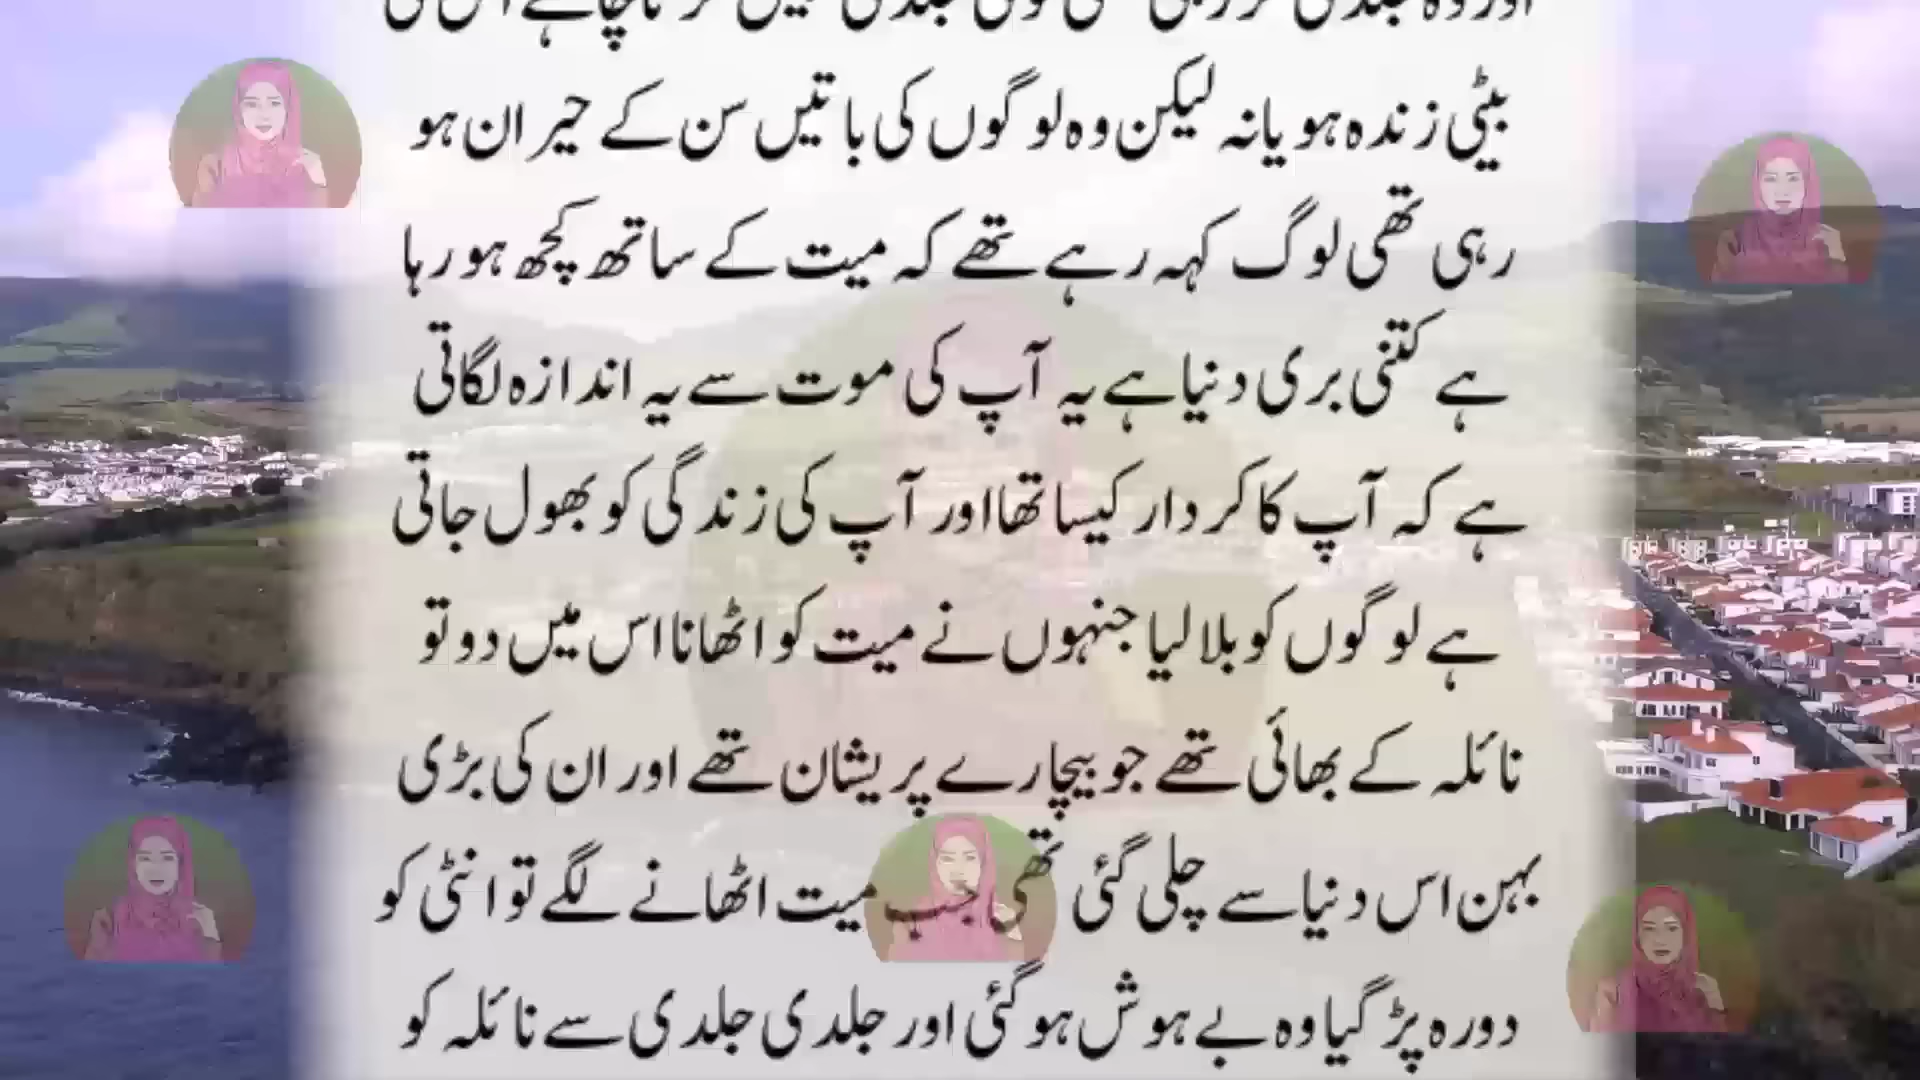 بیٹی زندہ ہو یا نہ لیکن وہ لوگوں کی باتیں سن کے حیران ہو
رہی تھی لوگ کہہ رہے تھے کہ میت کے ساتھ کچھ ہو رہا
ہے کتنی بری دنیا ہے یہ آپ کی موت سے یہ اندازہ لگاتی
ہے کہ آپ کا کردار کیسا تھا اور آپ کی زندگی کو بھول جاتی
ہے لوگوں کو بلا لیا جنہوں نے میت کو اٹھانا اس میں دو تو
نائلہ کے بھائی تھے جو بیچارے پریشان تھے اور ان کی بڑی
بہن اس دنیا سے چلی گئی تھی جب میت اٹھانے لگے تو انٹی کو
دورہ پڑ گیا وہ بے ہوش ہو گئی اور جلدی جلدی سے نائلہ کو